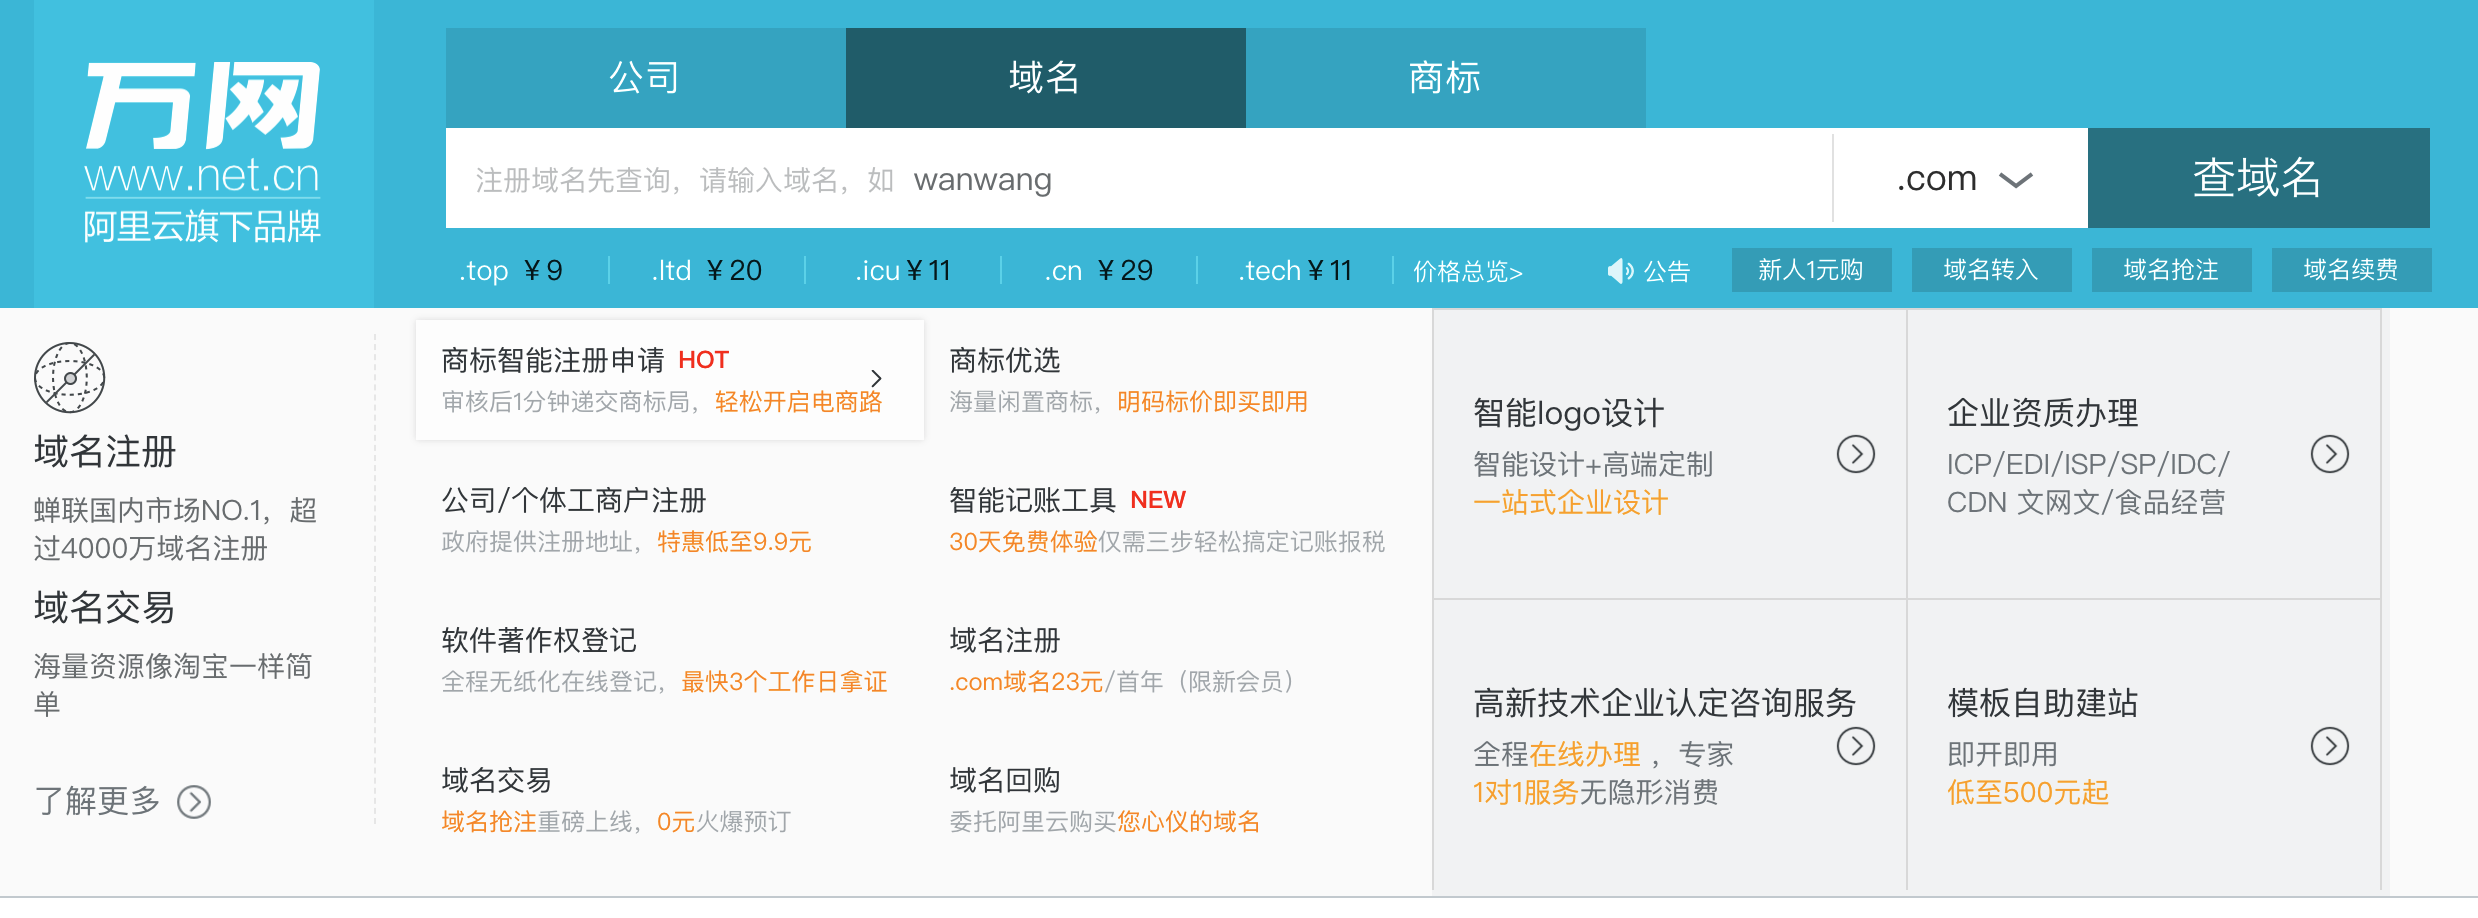 万网
www.net.cn
阿里云旗下品牌
公司
域名
商标
注册域名先查询，请输入域名，如 wanwang
.com
查域名
.top ¥ 9
.ltd ¥ 20
.icu ¥ 11
.cn ¥ 29
.tech ¥ 11
价格总览>
公告
新人1元购
域名转入
域名抢注
域名续费
域名注册
蝉联国内市场NO.1，超
过4000万域名注册
域名交易
海量资源像淘宝一样简
单
了解更多
商标智能注册申请 HOT
审核后1分钟递交商标局，轻松开启电商路
商标优选
海量闲置商标，明码标价即买即用
公司/个体工商户注册
政府提供注册地址，特惠低至9.9元
智能记账工具 NEW
30天免费体验仅需三步轻松搞定记账报税
软件著作权登记
全程无纸化在线登记，最快3个工作日拿证
域名注册
.com域名23元/首年（限新会员）
域名交易
域名抢注重磅上线，0元火爆预订
域名回购
委托阿里云购买您心仪的域名
智能logo设计
智能设计+高端定制
一站式企业设计
企业资质办理
ICP/EDI/ISP/SP/IDC/
CDN 文网文/食品经营
高新技术企业认定咨询服务
全程在线办理 ，专家
1对1服务无隐形消费
模板自助建站
即开即用
低至500元起